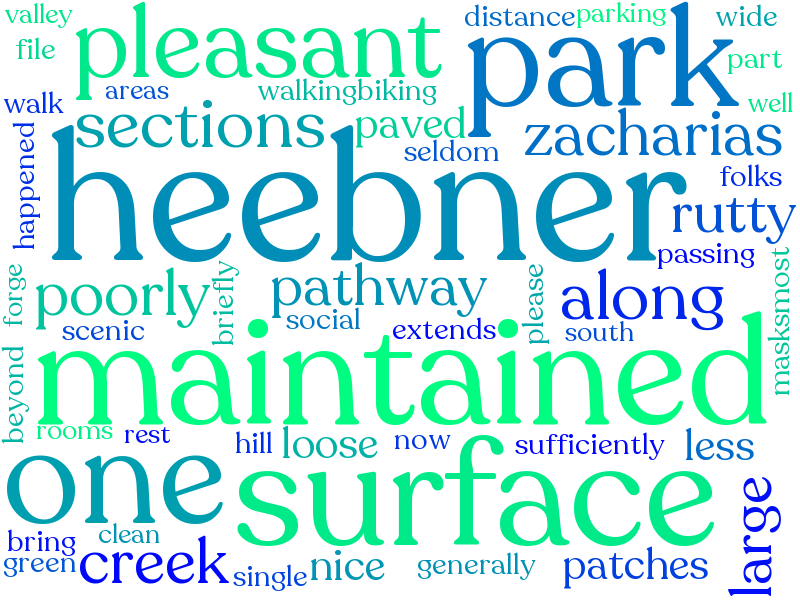 valley
pleasant
park
distance
parking
wide
file
part
areas
walkingbiking
walk
well
sections
paved
zacharias
seldom
happened
heebner
folks
rutty
passing
forge
poorly
briefly
pathway
please
along
masksmost
scenic
social
extends
south
beyond
maintained
rooms
rest
hill
loose
now
sufficiently
less
one
surface
large
bring
clean
green
creek
single
nice
generally
patches